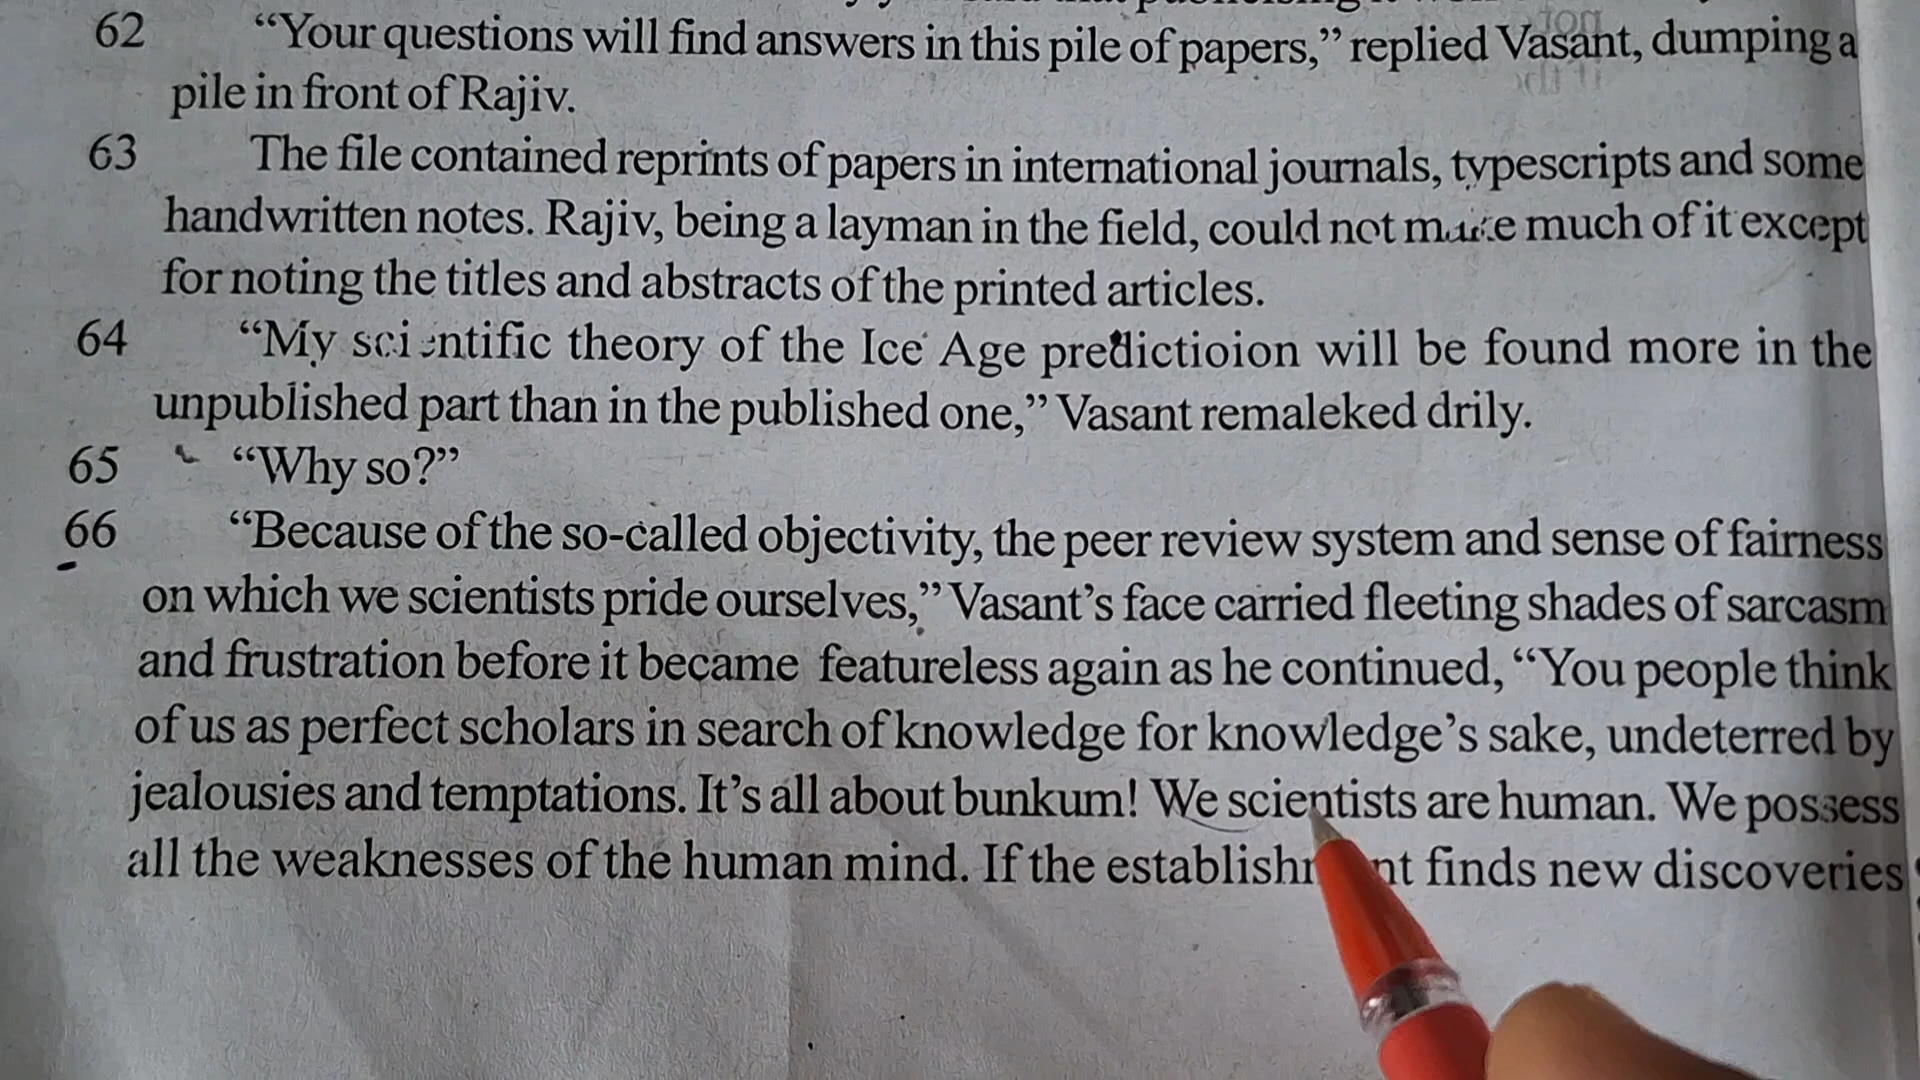 62 “Your questions will find answers in this pile of papers,” replied Vasant, dumping a
pile in front of Rajiv.
63 The file contained reprints of papers in international journals, typescripts and some
handwritten notes. Rajiv, being a layman in the field, could not make much of it except
for noting the titles and abstracts of the printed articles.
64 “My scientific theory of the Ice Age predictioion will be found more in the
unpublished part than in the published one,” Vasant remaleked drily.
65 “Why so?”
66 “Because of the so-called objectivity, the peer review system and sense of fairness
on which we scientists pride ourselves,” Vasant’s face carried fleeting shades of sarcasm
and frustration before it became featureless again as he continued, “You people think
of us as perfect scholars in search of knowledge for knowledge’s sake, undeterred by
jealousies and temptations. It’s all about bunkum! We scientists are human. We possess
all the weaknesses of the human mind. If the establishment finds new discoveries